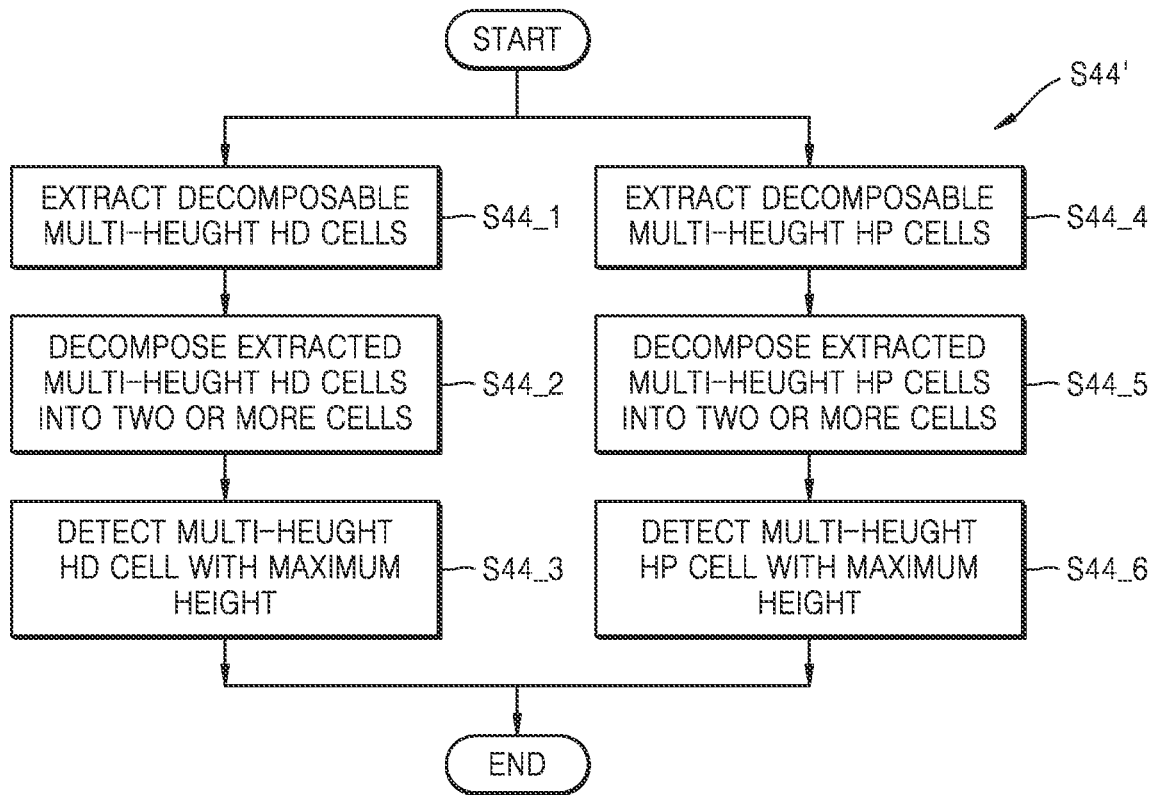 START
S44'
EXTRACT DECOMPOSABLE
MULTI-HEUGHT HD CELLS
S44_1
DECOMPOSE EXTRACTED
MULTI-HEUGHT HD CELLS
INTO TWO OR MORE CELLS
S44_2
DETECT MULTI-HEUGHT
HD CELL WITH MAXIMUM
HEIGHT
S44_3
EXTRACT DECOMPOSABLE
MULTI-HEUGHT HP CELLS
S44_4
DECOMPOSE EXTRACTED
MULTI-HEUGHT HP CELLS
INTO TWO OR MORE CELLS
S44_5
DETECT MULTI-HEUGHT
HP CELL WITH MAXIMUM
HEIGHT
S44_6
END